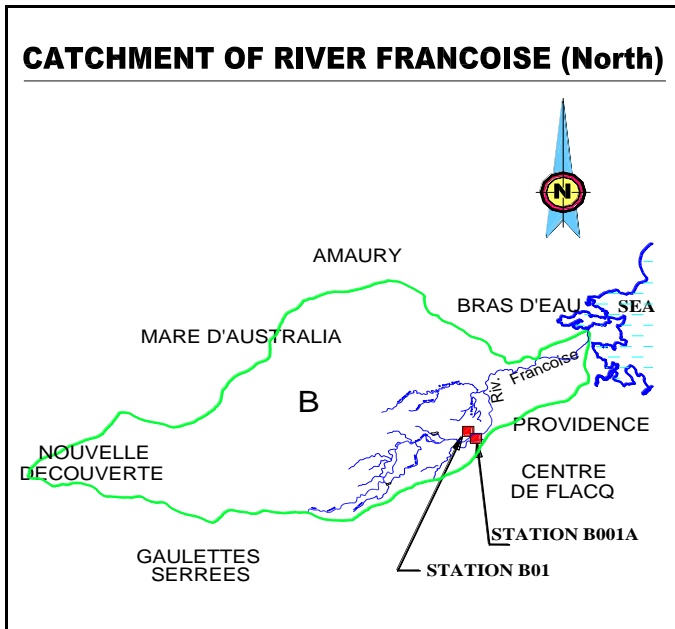 CATCHMENT OF RIVER FRANCOISE (North)
N
AMAURY
BRAS D'EAU
SEA
MARE D'AUSTRALIA
Riv. Francoise
B
PROVIDENCE
NOUVELLE
DECOUVERTE
CENTRE
DE FLACQ
STATION B001A
GAULETTES
SERREES
STATION B01